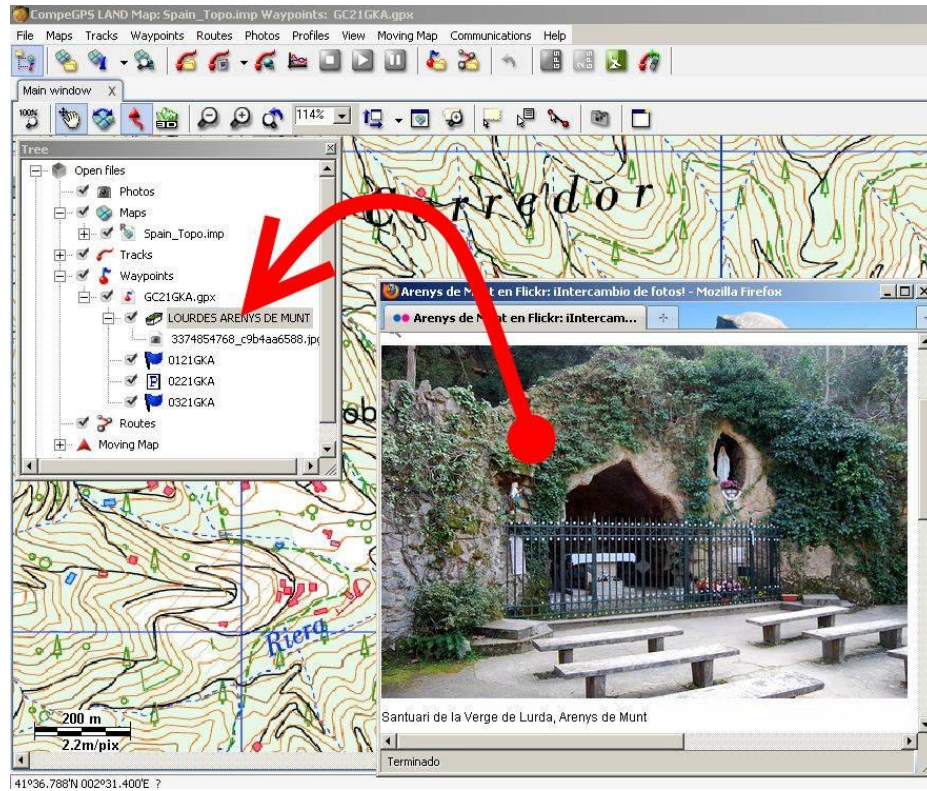 CompeGPS LAND Map: Spain_Topo.imp Waypoints: GC21GKA.gpx
File Maps Tracks Waypoints Routes Photos Profiles View Moving Map Communications Help
Main window X
100%
114%
Tree
Open files
Photos
Maps
Spain_Topo.imp
Tracks
Waypoints
GC21GKA.gpx
LOURDES ARENYS DE MUNT
3374854768_c9b4aa6588.jpg
0121GKA
P 0221GKA
0321GKA
Routes
Moving Map
Corredor
ob
Riera
200 m
2.2m/pix
Arenys de Munt en Flickr: ¡Intercambio de fotos! - Mozilla Firefox
Arenys de Munt en Flickr: ¡Intercam...
Santuari de la Verge de Lurda, Arenys de Munt
Terminado
41º36.788'N 002º31.400'E ?